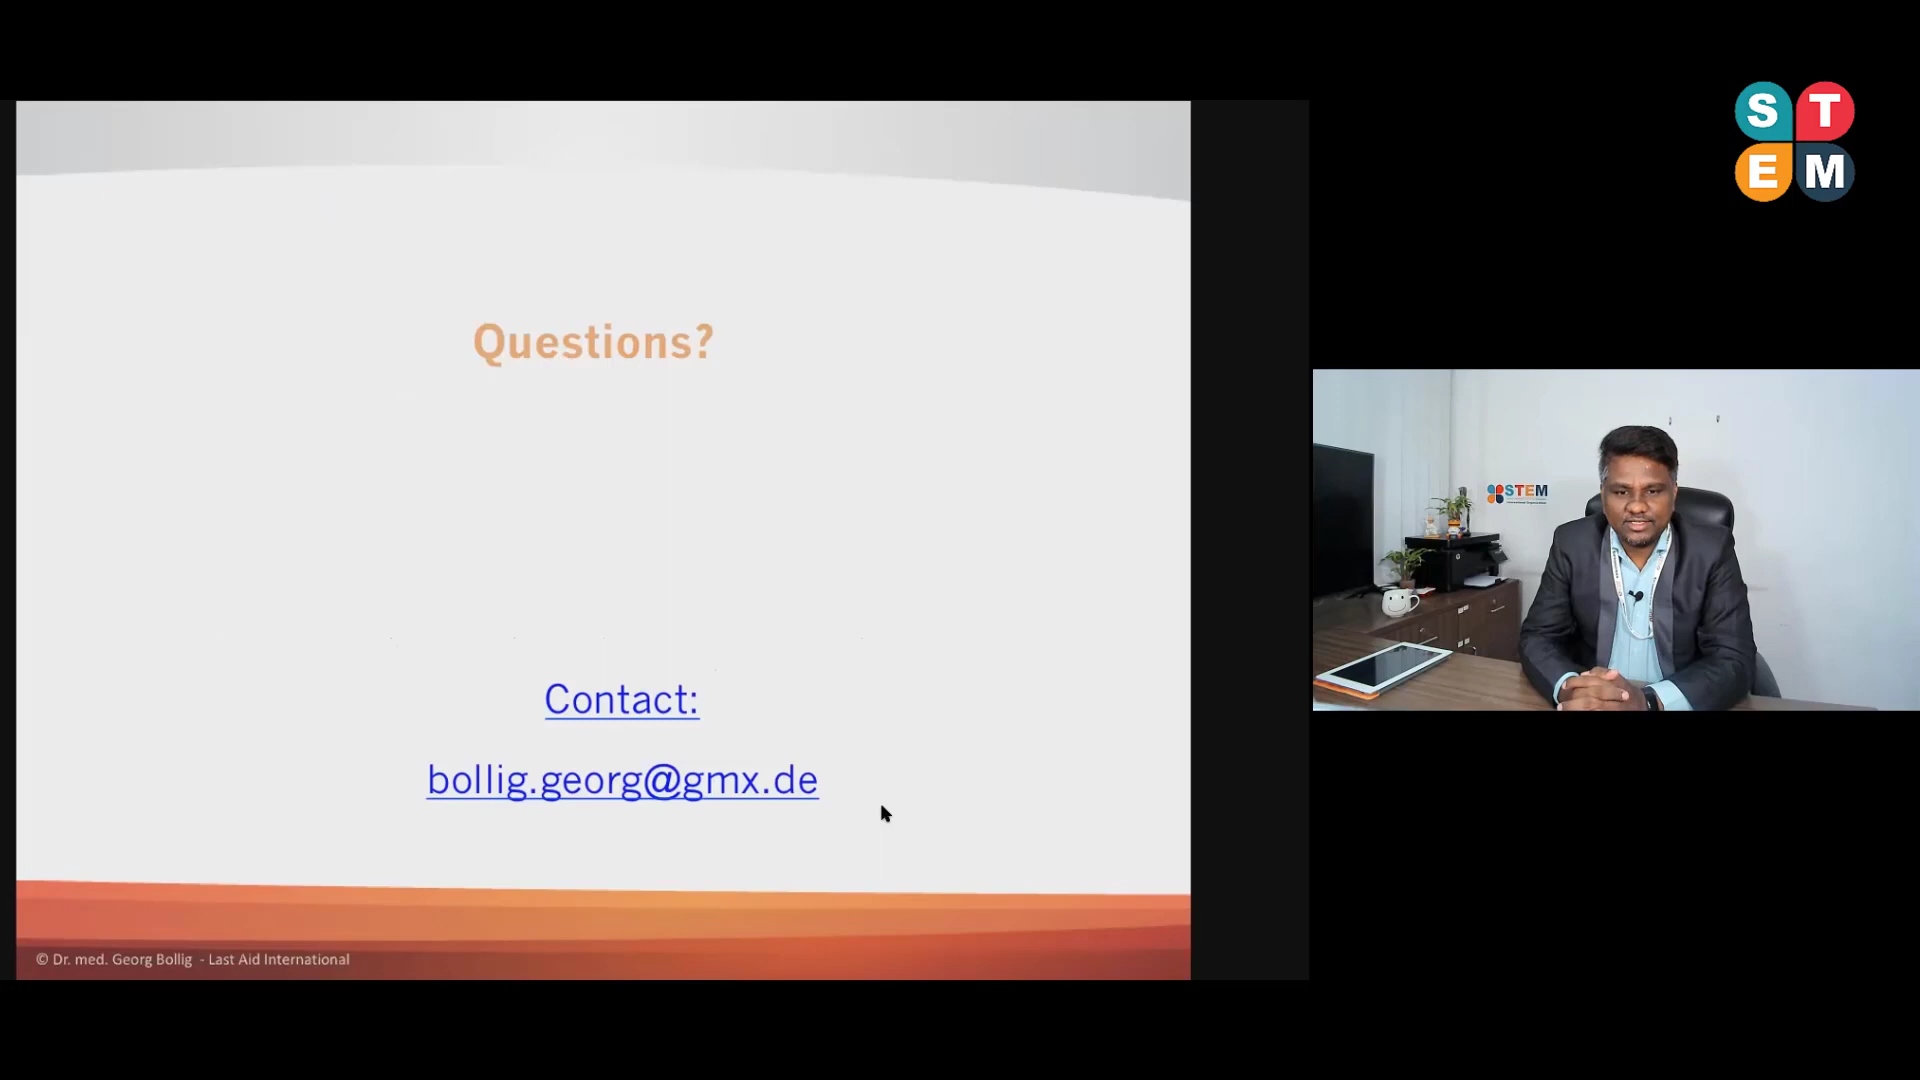 Questions?
Contact:
bollig.georg@gmx.de
© Dr. med. Georg Bollig - Last Aid International
S T
E M
STEM